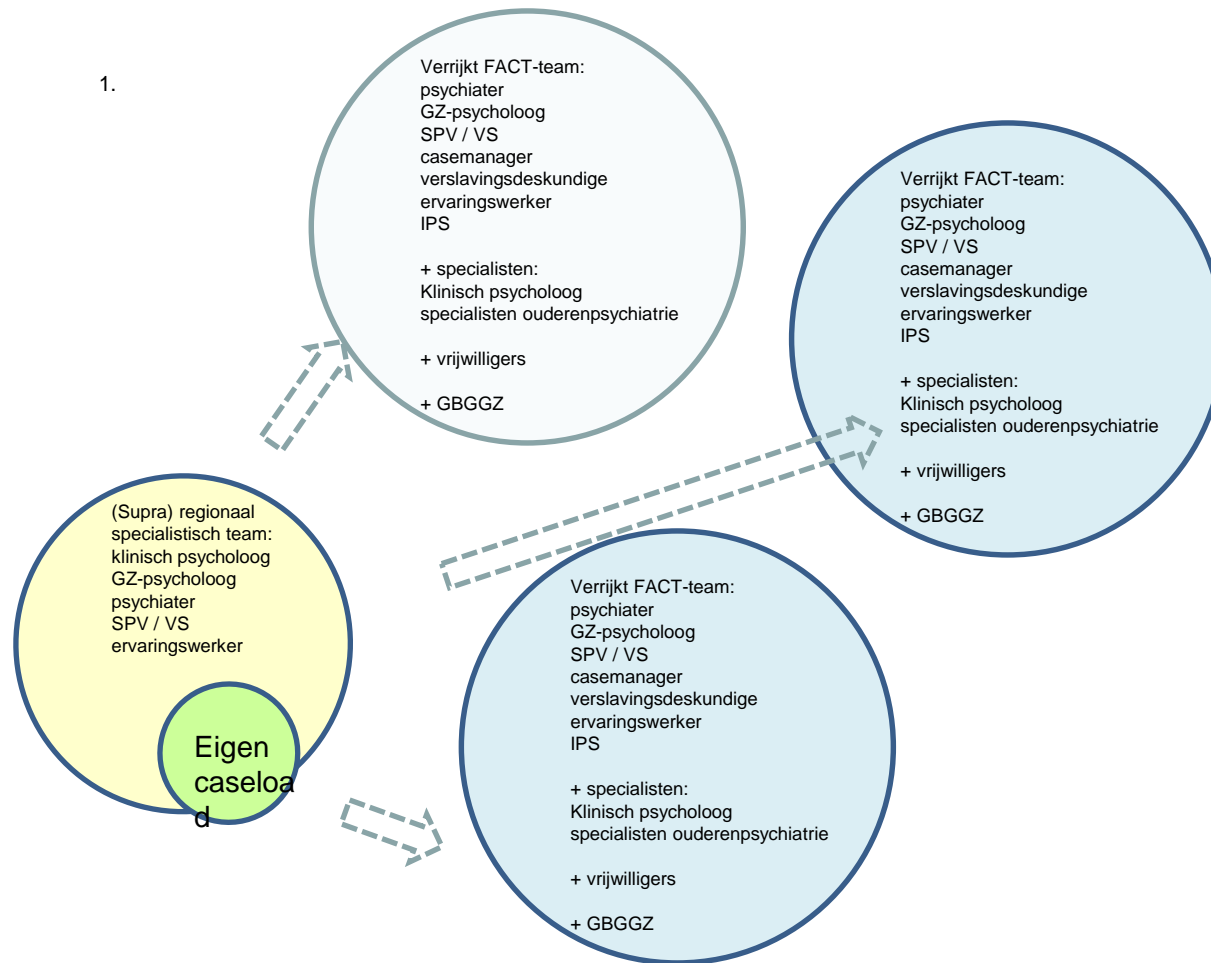 1.
Verrijkt FACT-team:
psychiater
GZ-psycholoog
SPV / VS
casemanager
verslavingsdeskundige
ervaringswerker
IPS
+ specialisten:
Klinisch psycholoog
specialisten ouderenpsychiatrie
+ vrijwilligers
+ GBGGZ
Verrijkt FACT-team:
psychiater
GZ-psycholoog
SPV / VS
casemanager
verslavingsdeskundige
ervaringswerker
IPS
+ specialisten:
Klinisch psycholoog
specialisten ouderenpsychiatrie
+ vrijwilligers
+ GBGGZ
(Supra) regionaal
specialistisch team:
klinisch psycholoog
GZ-psycholoog
psychiater
SPV / VS
ervaringswerker
Eigen
caseloa
d
Verrijkt FACT-team:
psychiater
GZ-psycholoog
SPV / VS
casemanager
verslavingsdeskundige
ervaringswerker
IPS
+ specialisten:
Klinisch psycholoog
specialisten ouderenpsychiatrie
+ vrijwilligers
+ GBGGZ